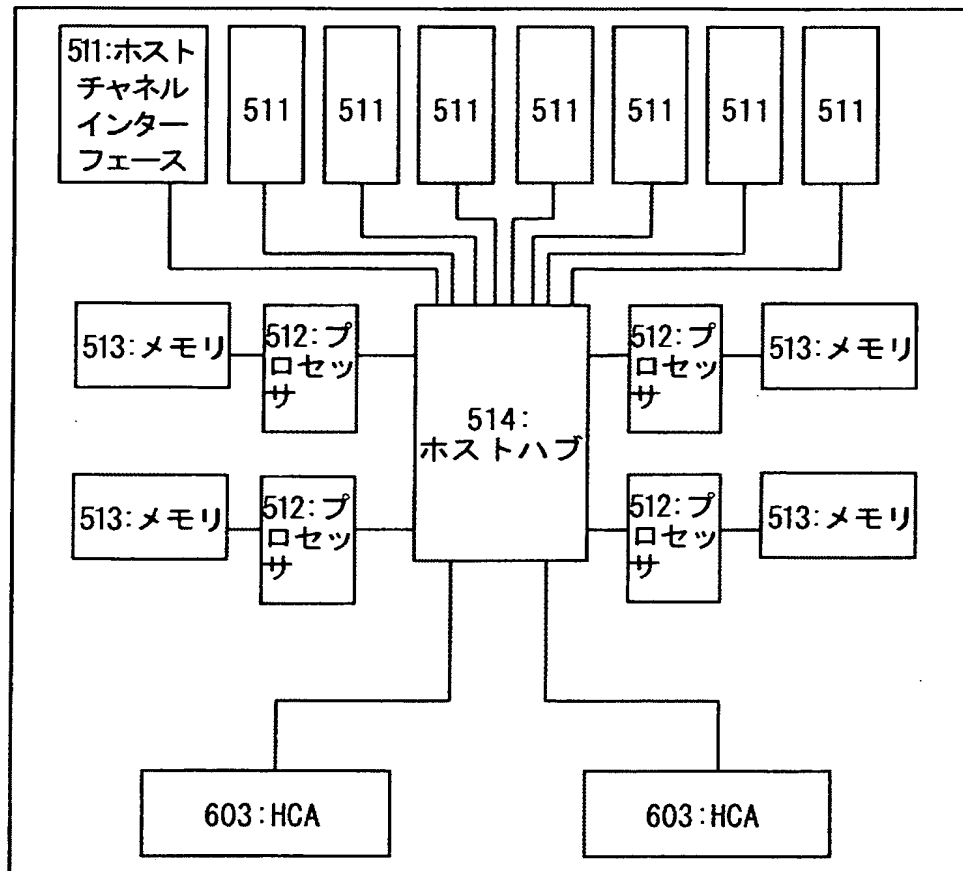 511:ホスト
チャネル
インター
フェース
511
511
511
511
511
511
511
513:メモリ
512:プ
ロセッ
サ
514:
ホストハブ
512:プ
ロセッ
サ
513:メモリ
513:メモリ
512:プ
ロセッ
サ
512:プ
ロセッ
サ
513:メモリ
603:HCA
603:HCA